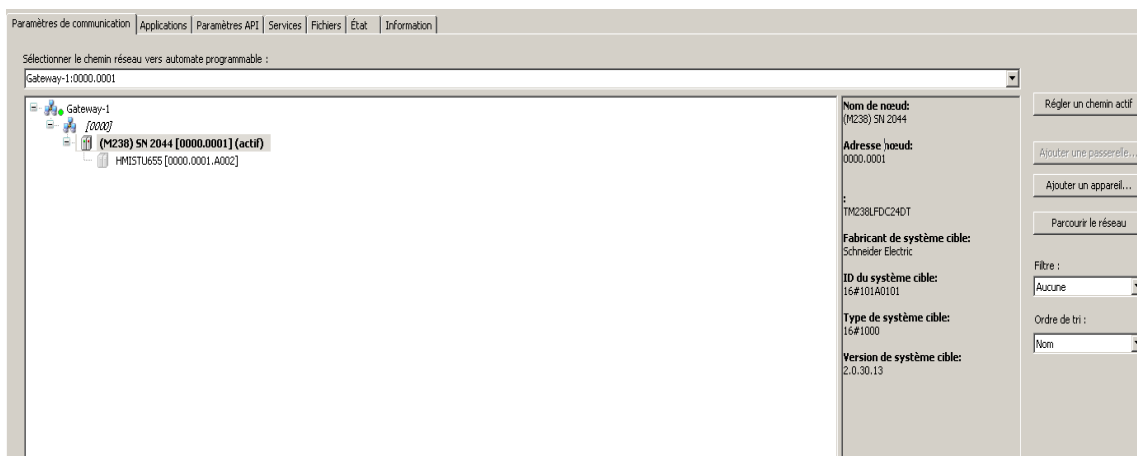 Paramètres de communication Applications Paramètres API Services Fichiers État Information
Sélectionner le chemin réseau vers automate programmable :
Gateway-1:0000.0001
Gateway-1
[0000]
(M238) SN 2044 [0000.0001] (actif)
HMISTU655 [0000.0001.A002]
Nom de nœud:
(M238) SN 2044
Adresse nœud:
0000.0001
:
TM238LFDC24DT
Fabricant de système cible:
Schneider Electric
ID du système cible:
16#101A0101
Type de système cible:
16#1000
Version de système cible:
2.0.30.13
Régler un chemin actif
Ajouter une passerelle...
Ajouter un appareil...
Parcourir le réseau
Filtre :
Aucune
Ordre de tri :
Nom